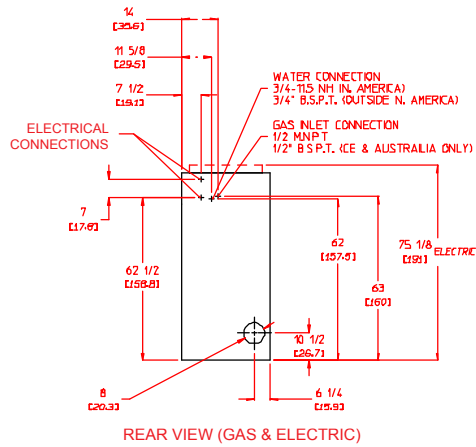 14
[35.6]
11 5/8
[29.5]
7 1/2
[19.1]
WATER CONNECTION
3/4-11.5 NH (N. AMERICA)
3/4" B.S.P.T. (OUTSIDE N. AMERICA)
ELECTRICAL
CONNECTIONS
GAS INLET CONNECTION
1/2 M.N.P.T
1/2" B.S.P.T. (CE & AUSTRAILIA ONLY)
7
[17.8]
62 1/2
[158.8]
62
[157.5]
63
[160]
75 1/8
[191]
ELECTRIC
10 1/2
[26.7]
8
[20.3]
6 1/4
[15.9]
REAR VIEW (GAS & ELECTRIC)